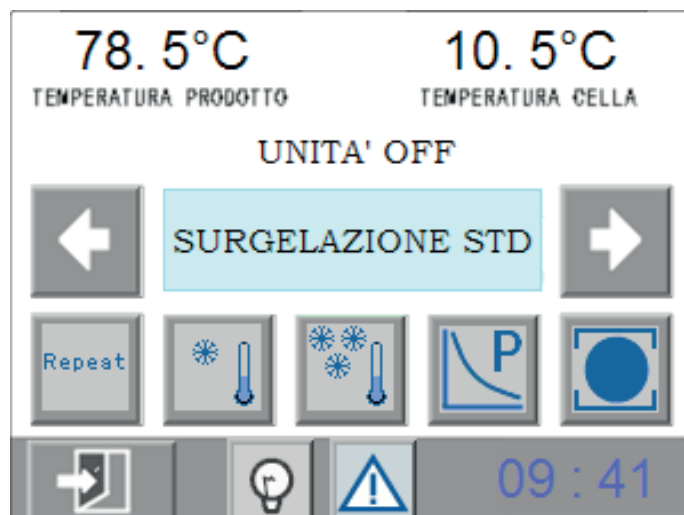 78. 5°C 10. 5°C
TEMPERATURA PRODOTTO TEMPERATURA CELLA
UNITA' OFF
SURGELAZIONE STD
Repeat P
09 : 41